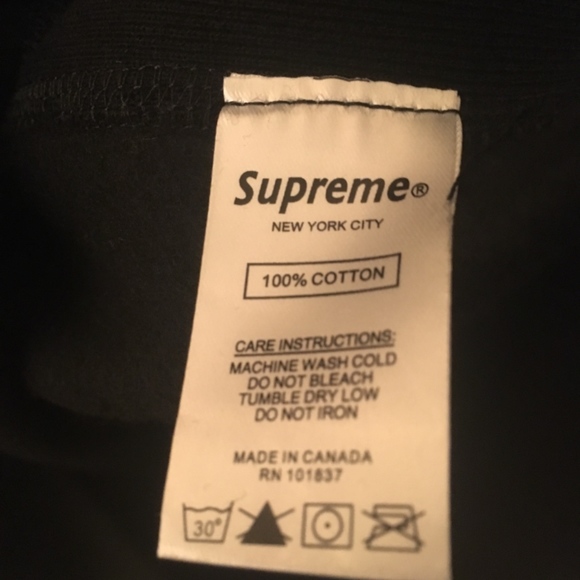 Supreme®
NEW YORK CITY
100% COTTON
CARE INSTRUCTIONS:
MACHINE WASH COLD
DO NOT BLEACH
TUMBLE DRY LOW
DO NOT IRON
MADE IN CANADA
RN 101837
30°